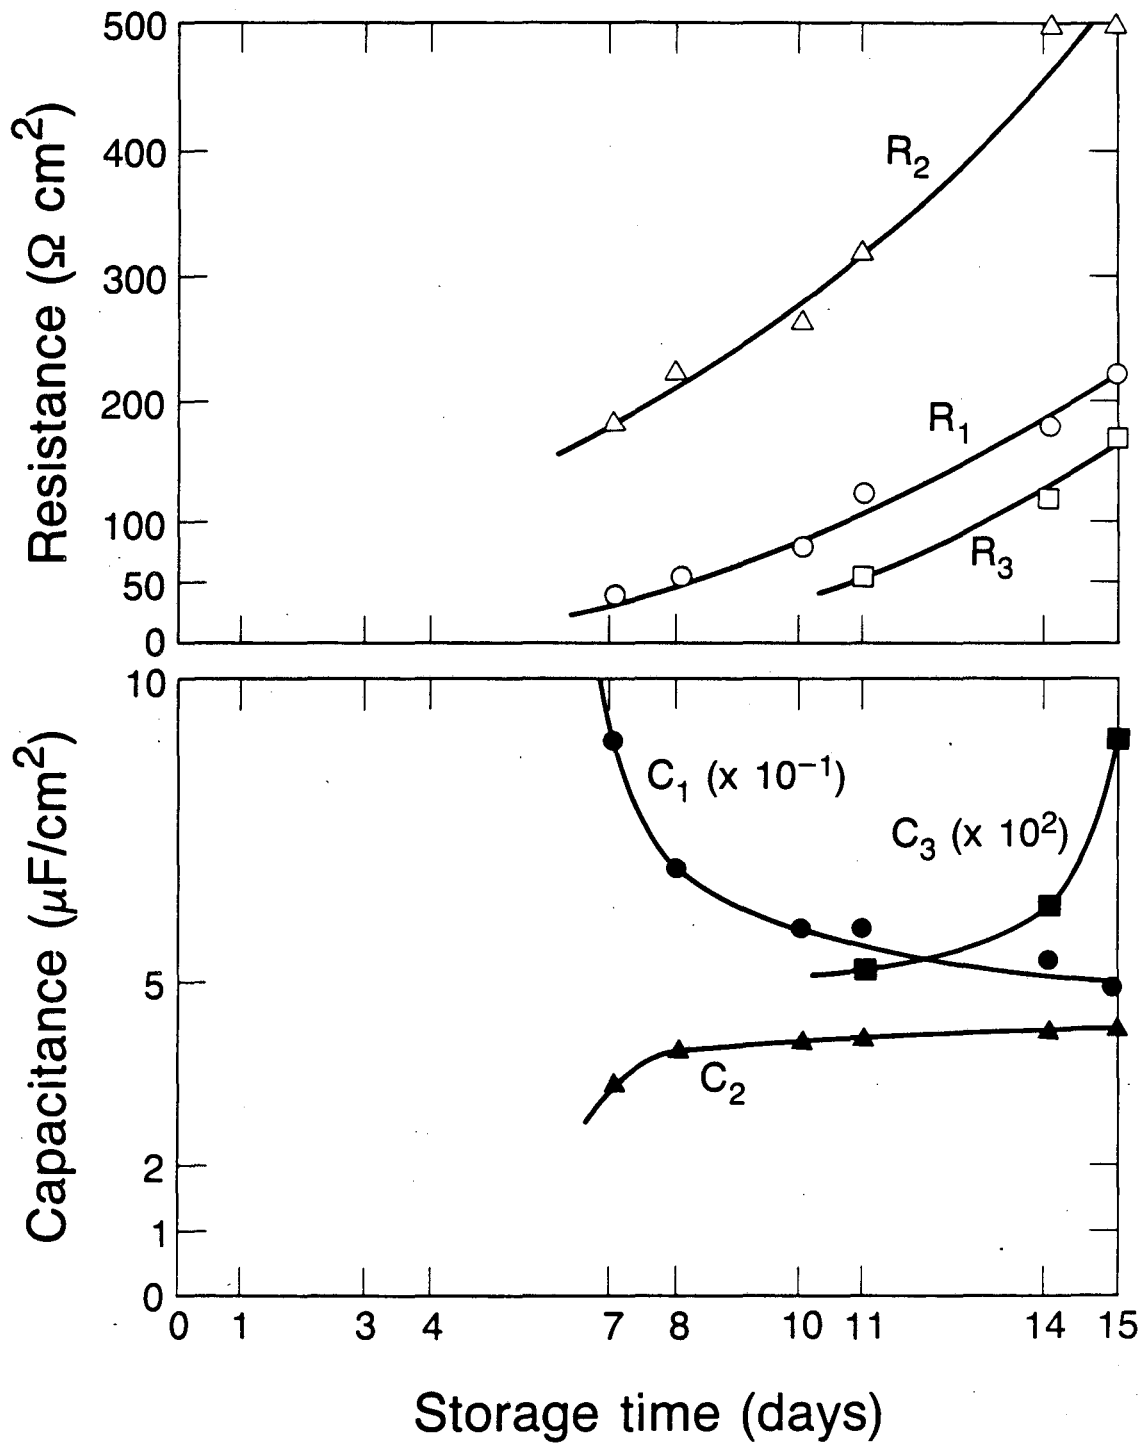 500
400
300
200
100
50
0
Resistance (Ω cm²)
R₂
R₁
R₃
10
5
2
1
0
Capacitance (μF/cm²)
C₁ (x 10⁻¹)
C₃ (x 10²)
C₂
0 1 3 4 7 8 10 11 14 15
Storage time (days)